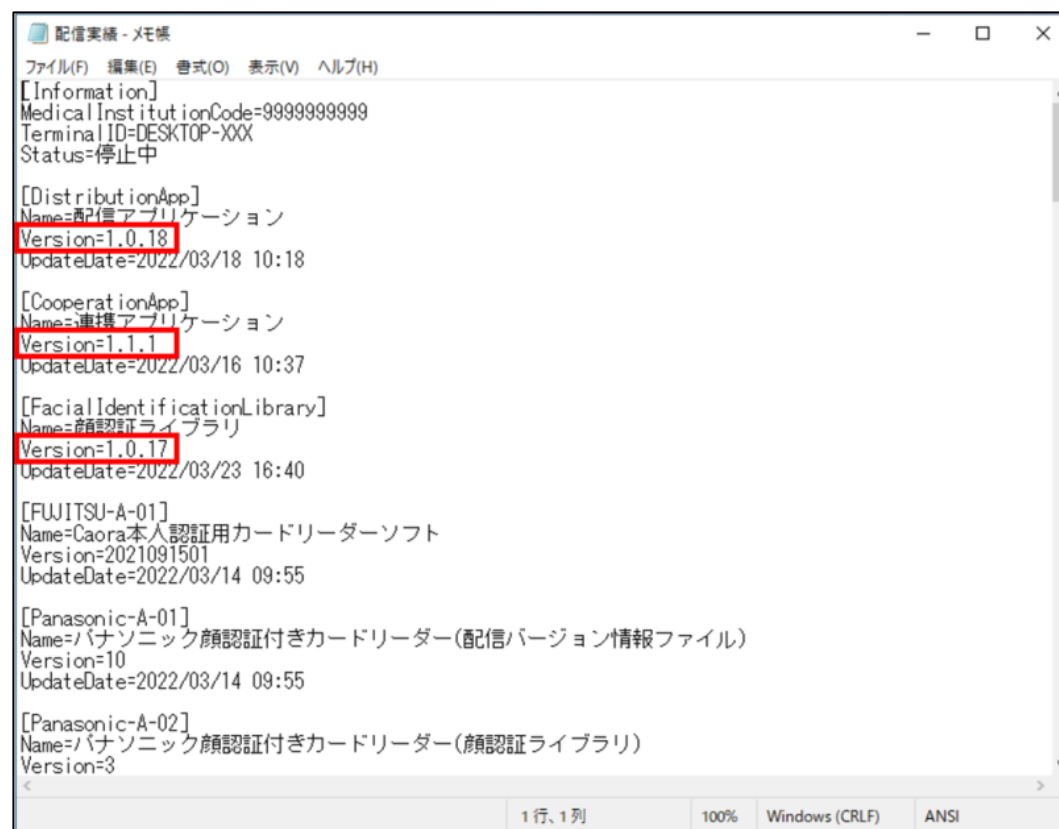 配信実績 - メモ帳
ファイル(F) 編集(E) 書式(O) 表示(V) ヘルプ(H)
[Information]
MedicalInstitutionCode=9999999999
TerminalID=DESKTOP-XXX
Status=停止中
[DistributionApp]
Name=配信アプリケーション
Version=1.0.18
UpdateDate=2022/03/18 10:18
[CooperationApp]
Name=連携アプリケーション
Version=1.1.1
UpdateDate=2022/03/16 10:37
[FacialIdentificationLibrary]
Name=顔認証ライブラリ
Version=1.0.17
UpdateDate=2022/03/23 16:40
[FUJITSU-A-01]
Name=Caora本人認証用カードリーダーソフト
Version=2021091501
UpdateDate=2022/03/14 09:55
[Panasonic-A-01]
Name=パナソニック顔認証付きカードリーダー(配信バージョン情報ファイル)
Version=10
UpdateDate=2022/03/14 09:55
[Panasonic-A-02]
Name=パナソニック顔認証付きカードリーダー(顔認証ライブラリ)
Version=3
1行、1列 100% Windows (CRLF) ANSI